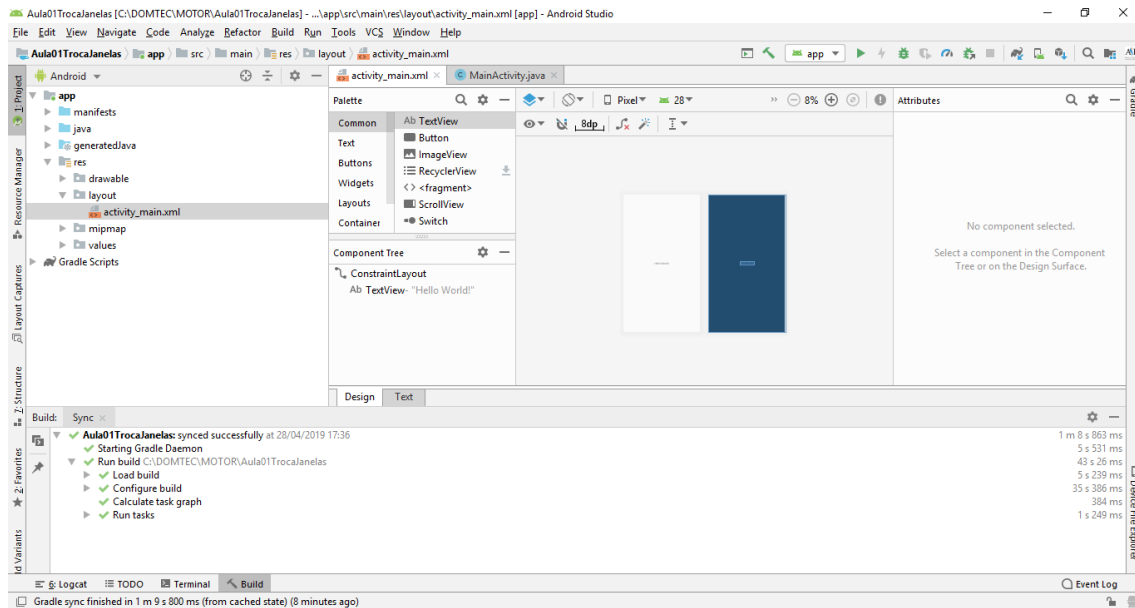 Aula01TrocaJanelas [C:\DOMTEC\MOTOR\Aula01TrocaJanelas] - ...\app\src\main\res\layout\activity_main.xml [app] - Android Studio
File Edit View Navigate Code Analyze Refactor Build Run Tools VCS Window Help
Aula01TrocaJanelas app src main res layout activity_main.xml
app
Android
activity_main.xml
MainActivity.java
1: Project
Resource Manager
Layout Captures
Z: Structure
2: Favorites
app
manifests
java
generatedJava
res
drawable
layout
activity_main.xml
mipmap
values
Gradle Scripts
Palette
Common
Text
Buttons
Widgets
Layouts
Container
Ab TextView
Button
ImageView
RecyclerView
<> <fragment>
ScrollView
Switch
Component Tree
ConstraintLayout
Ab TextView- "Hello World!"
Pixel 28
8%
8dp
Attributes
No component selected.
Select a component in the Component
Tree or on the Design Surface.
Gradle
Device File Explorer
Design Text
Build: Sync
Aula01TrocaJanelas: synced successfully at 28/04/2019 17:36 1 m 8 s 863 ms
Starting Gradle Daemon 5 s 531 ms
Run build C:\DOMTEC\MOTOR\Aula01TrocaJanelas 43 s 26 ms
Load build 5 s 239 ms
Configure build 35 s 386 ms
Calculate task graph 384 ms
Run tasks 1 s 249 ms
ld Variants
6: Logcat TODO Terminal Build Event Log
Gradle sync finished in 1 m 9 s 800 ms (from cached state) (8 minutes ago)